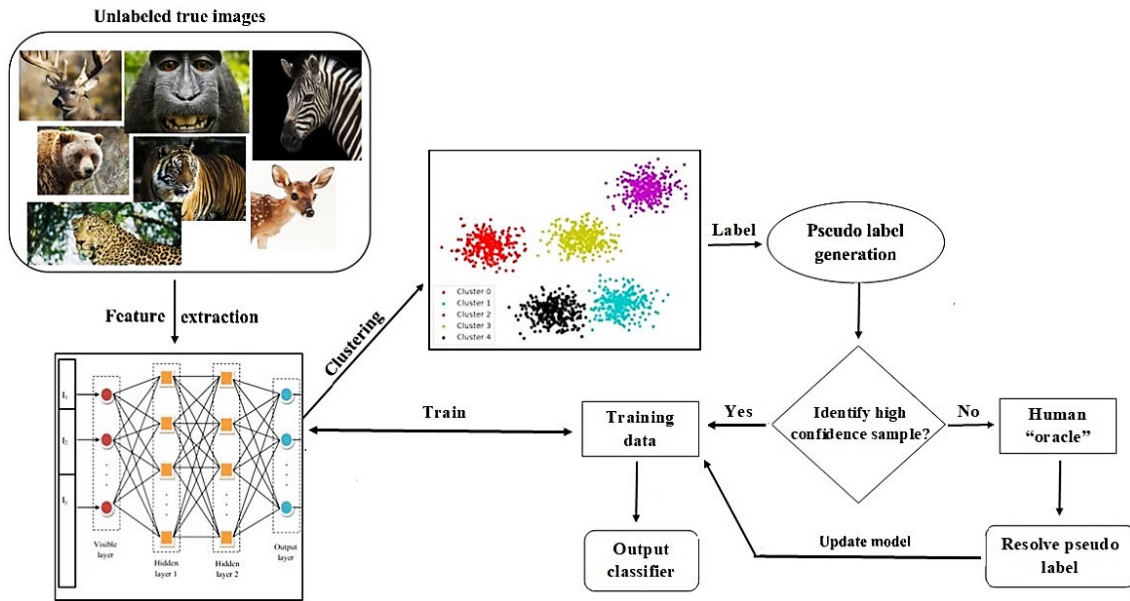 Unlabeled true images
Feature extraction
I₁
I₂
Visible
layer
Hidden
layer 1
Hidden
layer 2
Output
layer
Clustering
Cluster 0
Cluster 1
Cluster 2
Cluster 3
Cluster 4
Label
Pseudo label
generation
Identify high
confidence sample?
Yes
No
Human
“oracle”
Resolve pseudo
label
Update model
Training
data
Train
Output
classifier